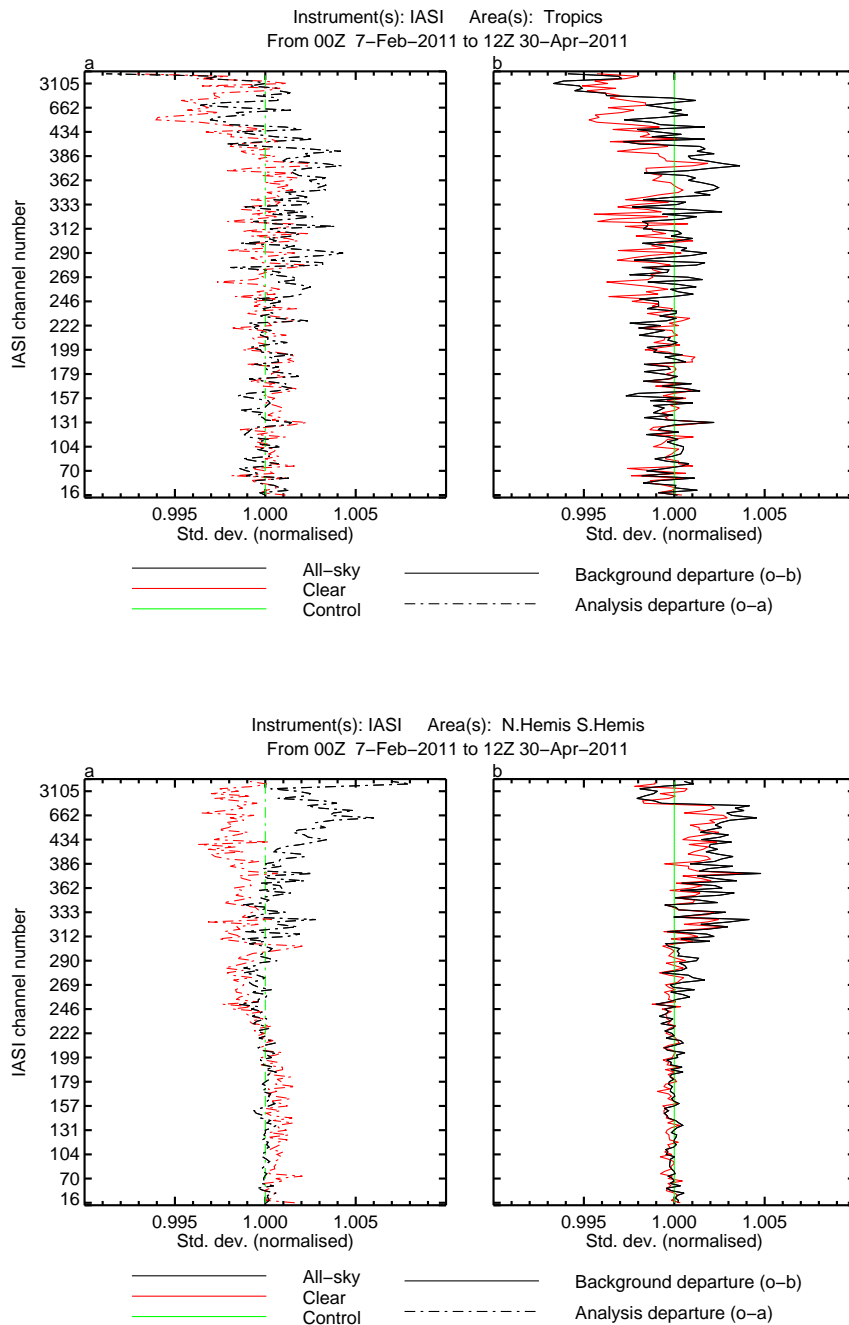 Instrument(s): IASI Area(s): Tropics
From 00Z 7−Feb−2011 to 12Z 30−Apr−2011
a
b
IASI channel number
3105
662
434
386
362
333
312
290
269
246
222
199
179
157
131
104
70
16
0.995 1.000 1.005
Std. dev. (normalised)
0.995 1.000 1.005
Std. dev. (normalised)
All−sky
Clear
Control
Background departure (o−b)
Analysis departure (o−a)
Instrument(s): IASI Area(s): N.Hemis S.Hemis
From 00Z 7−Feb−2011 to 12Z 30−Apr−2011
a
b
IASI channel number
3105
662
434
386
362
333
312
290
269
246
222
199
179
157
131
104
70
16
0.995 1.000 1.005
Std. dev. (normalised)
0.995 1.000 1.005
Std. dev. (normalised)
All−sky
Clear
Control
Background departure (o−b)
Analysis departure (o−a)